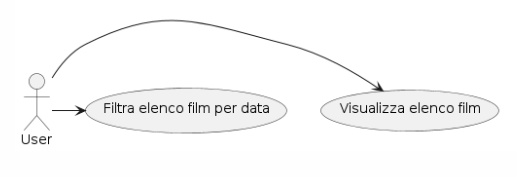 Filtra elenco film per data
Visualizza elenco film
User